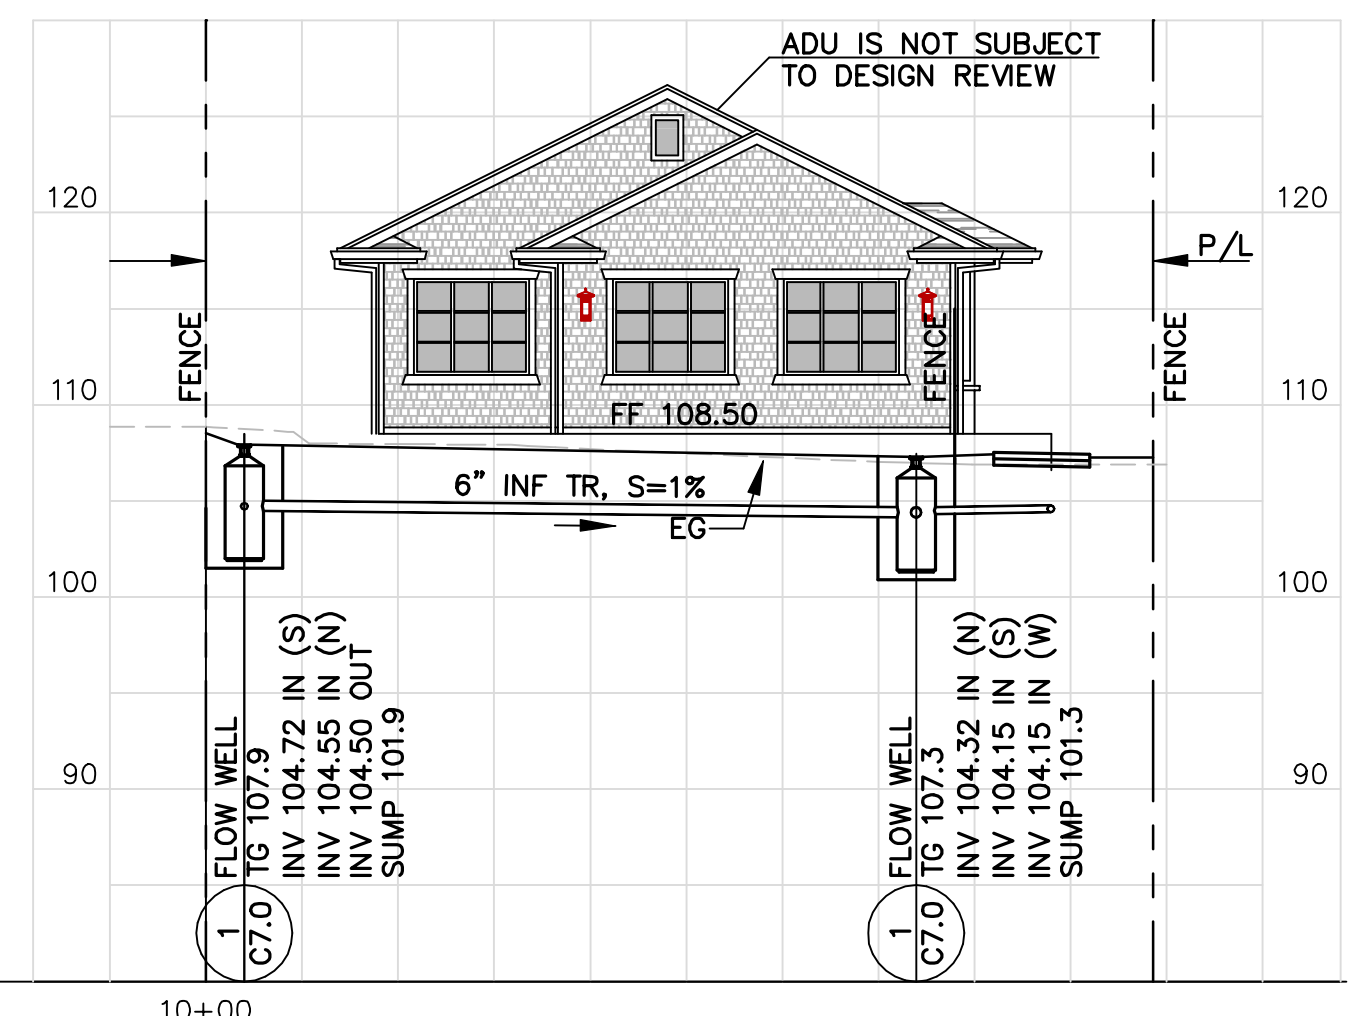 ADU IS NOT SUBJECT
TO DESIGN REVIEW
120
120
P/L
FENCE
FENCE
FENCE
110
110
FF 108.50
6” INF TR, S=1%
EG
100
100
90
90
FLOW WELL
TG 107.9
INV 104.72 IN (S)
INV 104.55 IN (N)
INV 104.50 OUT
SUMP 101.9
FLOW WELL
TG 107.3
INV 104.32 IN (N)
INV 104.15 IN (S)
INV 104.15 IN (W)
SUMP 101.3
1
C7.0
1
C7.0
10+00